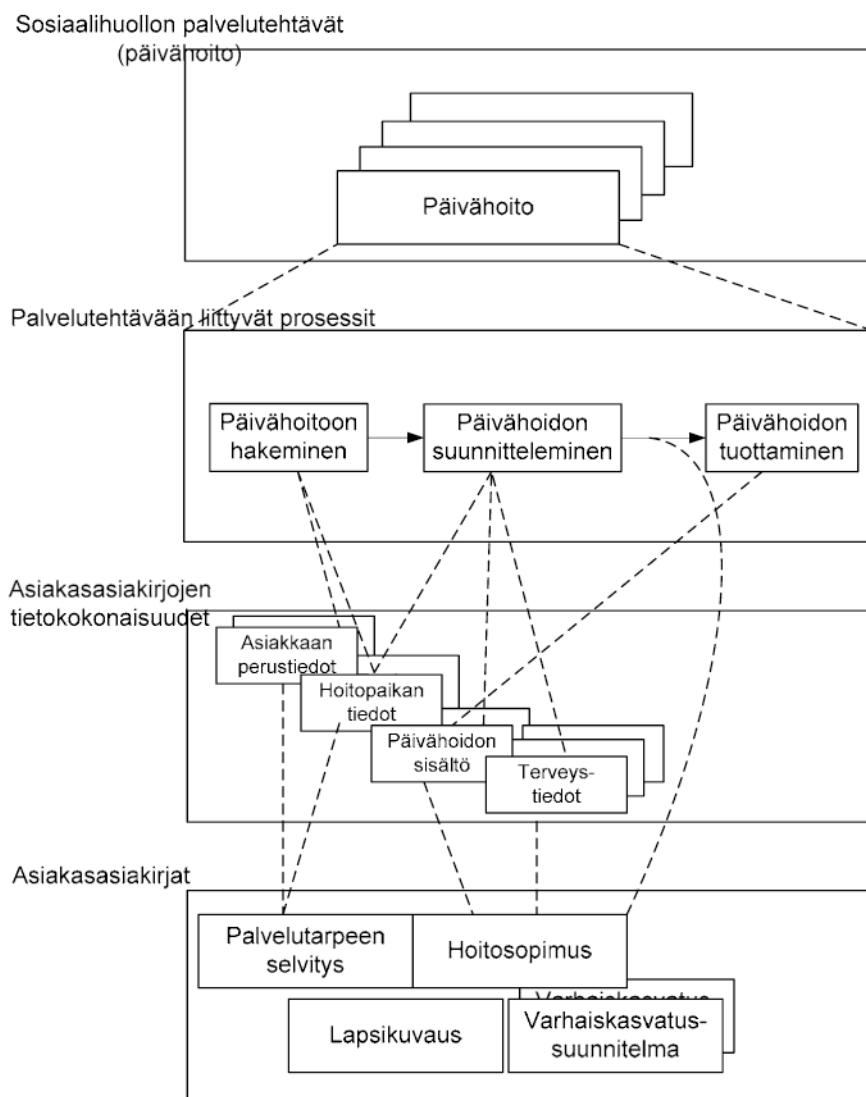 Sosiaalihuollon palvelutehtävät
(päivähoito)
Päivähoito
Palvelutehtävään liittyvät prosessit
Päivähoitoon
hakeminen
Päivähoidon
suunnitteleminen
Päivähoidon
tuottaminen
Asiakasasiakirjojen
tietokokonaisuudet
Asiakkaan
perustiedot
Hoitopaikan
tiedot
Päivähoidon
sisältö
Terveys-
tiedot
Asiakasasiakirjat
Palvelutarpeen
selvitys
Hoitosopimus
Lapsikuvaus
Varhaiskasvatus
Varhaiskasvatus-
suunnitelma